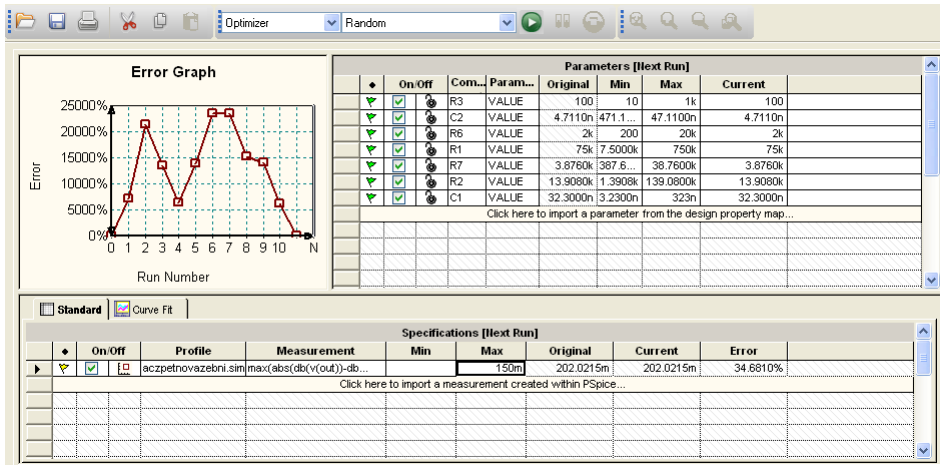 Optimizer Random
Error Graph
Error
25000%
20000%
15000%
10000%
5000%
0%
0 1 2 3 4 5 6 7 8 9 10 N
Run Number
Parameters [Next Run]
On/Off Com... Param... Original Min Max Current
R3 VALUE 100 10 1k 100
C2 VALUE 4.7110n 471.1... 47.1100n 4.7110n
R6 VALUE 2k 200 20k 2k
R1 VALUE 75k 7.5000k 750k 75k
R7 VALUE 3.8760k 387.6... 38.7600k 3.8760k
R2 VALUE 13.9080k 1.3908k 139.0800k 13.9080k
C1 VALUE 32.3000n 3.2300n 323n 32.3000n
Click here to import a parameter from the design property map...
Standard Curve Fit
Specifications [Next Run]
On/Off Profile Measurement Min Max Original Current Error
aczpetnovazebni.sim max(abs(db(v(out))-db... 150m 202.0215m 202.0215m 34.6810%
Click here to import a measurement created within PSpice...